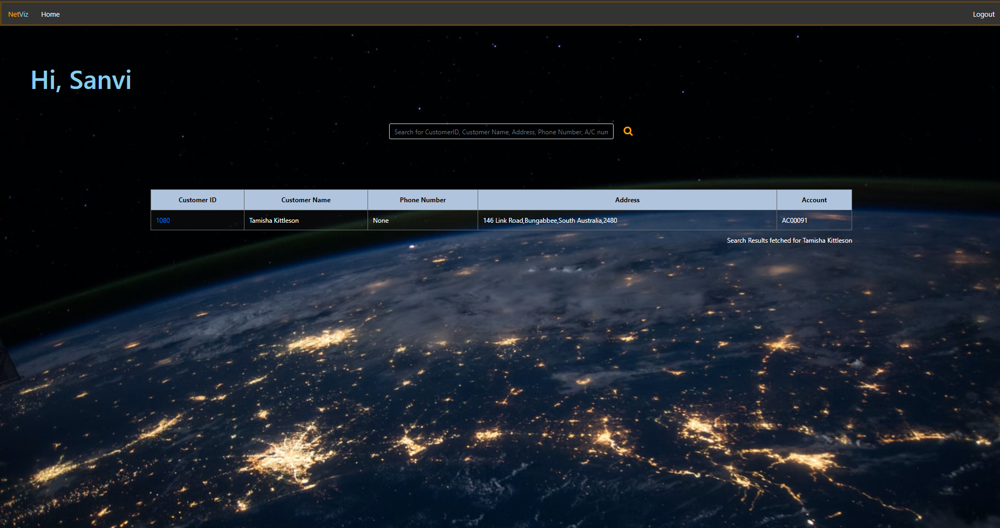 NetViz Home Logout
Hi, Sanvi
Search for CustomerID, Customer Name, Address, Phone Number, A/C num
Customer ID Customer Name Phone Number Address Account
1080 Tamisha Kittleson None 146 Link Road,Bungabbee,South Australia,2480 AC00091
Search Results fetched for Tamisha Kittleson